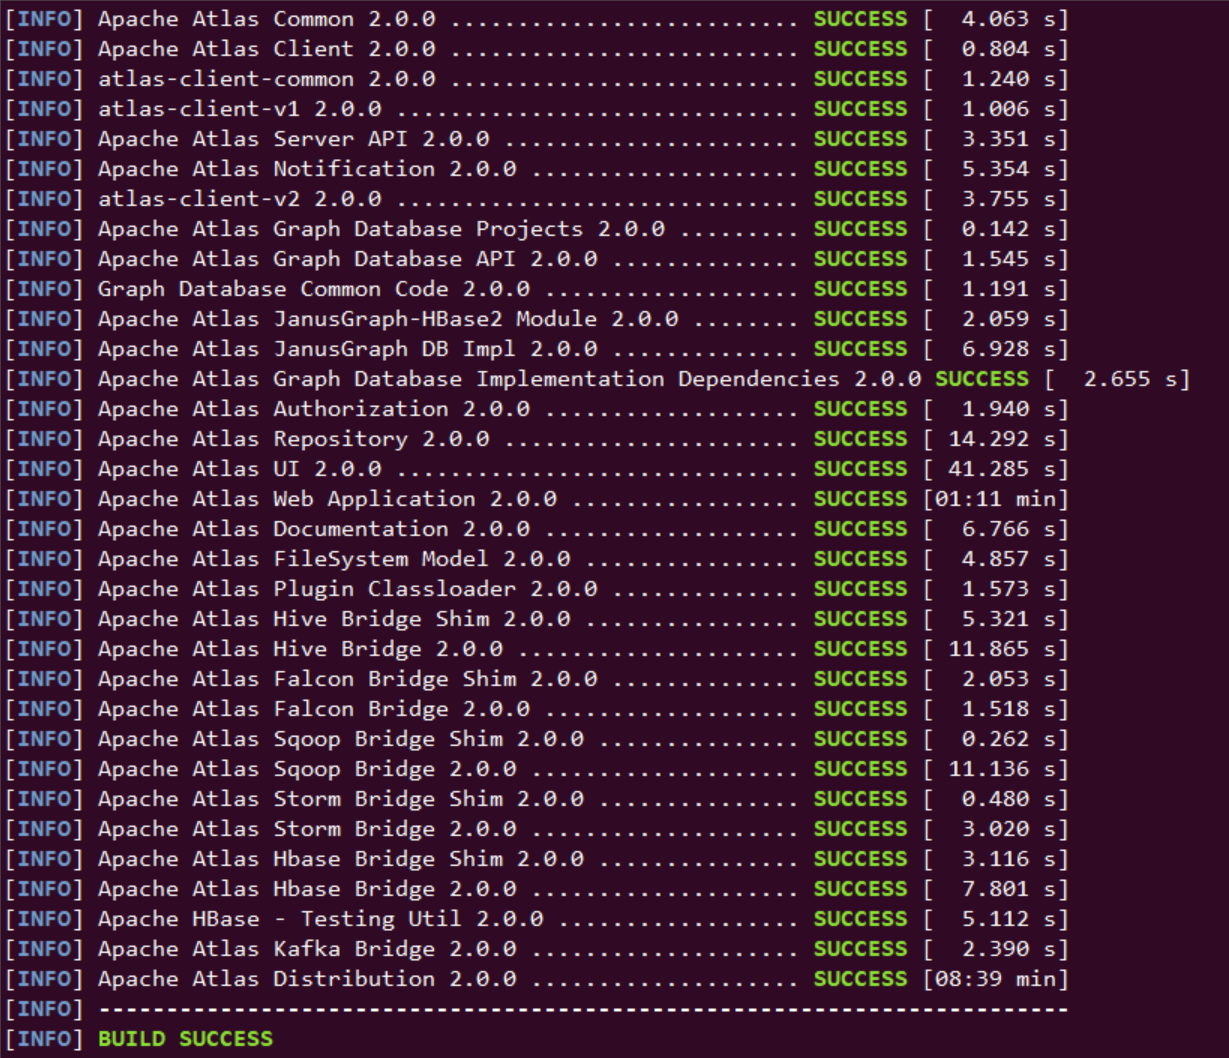 [INFO] Apache Atlas Common 2.0.0 .......................... SUCCESS [  4.063 s]
[INFO] Apache Atlas Client 2.0.0 .......................... SUCCESS [  0.804 s]
[INFO] atlas-client-common 2.0.0 .......................... SUCCESS [  1.240 s]
[INFO] atlas-client-v1 2.0.0 .............................. SUCCESS [  1.006 s]
[INFO] Apache Atlas Server API 2.0.0 ...................... SUCCESS [  3.351 s]
[INFO] Apache Atlas Notification 2.0.0 .................... SUCCESS [  5.354 s]
[INFO] atlas-client-v2 2.0.0 .............................. SUCCESS [  3.755 s]
[INFO] Apache Atlas Graph Database Projects 2.0.0 ......... SUCCESS [  0.142 s]
[INFO] Apache Atlas Graph Database API 2.0.0 .............. SUCCESS [  1.545 s]
[INFO] Graph Database Common Code 2.0.0 ................... SUCCESS [  1.191 s]
[INFO] Apache Atlas JanusGraph-HBase2 Module 2.0.0 ........ SUCCESS [  2.059 s]
[INFO] Apache Atlas JanusGraph DB Impl 2.0.0 .............. SUCCESS [  6.928 s]
[INFO] Apache Atlas Graph Database Implementation Dependencies 2.0.0 SUCCESS [  2.655 s]
[INFO] Apache Atlas Authorization 2.0.0 ................... SUCCESS [  1.940 s]
[INFO] Apache Atlas Repository 2.0.0 ...................... SUCCESS [ 14.292 s]
[INFO] Apache Atlas UI 2.0.0 .............................. SUCCESS [ 41.285 s]
[INFO] Apache Atlas Web Application 2.0.0 ................. SUCCESS [01:11 min]
[INFO] Apache Atlas Documentation 2.0.0 ................... SUCCESS [  6.766 s]
[INFO] Apache Atlas FileSystem Model 2.0.0 ................ SUCCESS [  4.857 s]
[INFO] Apache Atlas Plugin Classloader 2.0.0 .............. SUCCESS [  1.573 s]
[INFO] Apache Atlas Hive Bridge Shim 2.0.0 ................ SUCCESS [  5.321 s]
[INFO] Apache Atlas Hive Bridge 2.0.0 ..................... SUCCESS [ 11.865 s]
[INFO] Apache Atlas Falcon Bridge Shim 2.0.0 .............. SUCCESS [  2.053 s]
[INFO] Apache Atlas Falcon Bridge 2.0.0 ................... SUCCESS [  1.518 s]
[INFO] Apache Atlas Sqoop Bridge Shim 2.0.0 ............... SUCCESS [  0.262 s]
[INFO] Apache Atlas Sqoop Bridge 2.0.0 .................... SUCCESS [ 11.136 s]
[INFO] Apache Atlas Storm Bridge Shim 2.0.0 ............... SUCCESS [  0.480 s]
[INFO] Apache Atlas Storm Bridge 2.0.0 .................... SUCCESS [  3.020 s]
[INFO] Apache Atlas Hbase Bridge Shim 2.0.0 ............... SUCCESS [  3.116 s]
[INFO] Apache Atlas Hbase Bridge 2.0.0 .................... SUCCESS [  7.801 s]
[INFO] Apache HBase - Testing Util 2.0.0 .................. SUCCESS [  5.112 s]
[INFO] Apache Atlas Kafka Bridge 2.0.0 .................... SUCCESS [  2.390 s]
[INFO] Apache Atlas Distribution 2.0.0 .................... SUCCESS [08:39 min]
[INFO] ------------------------------------------------------------------------
[INFO] BUILD SUCCESS